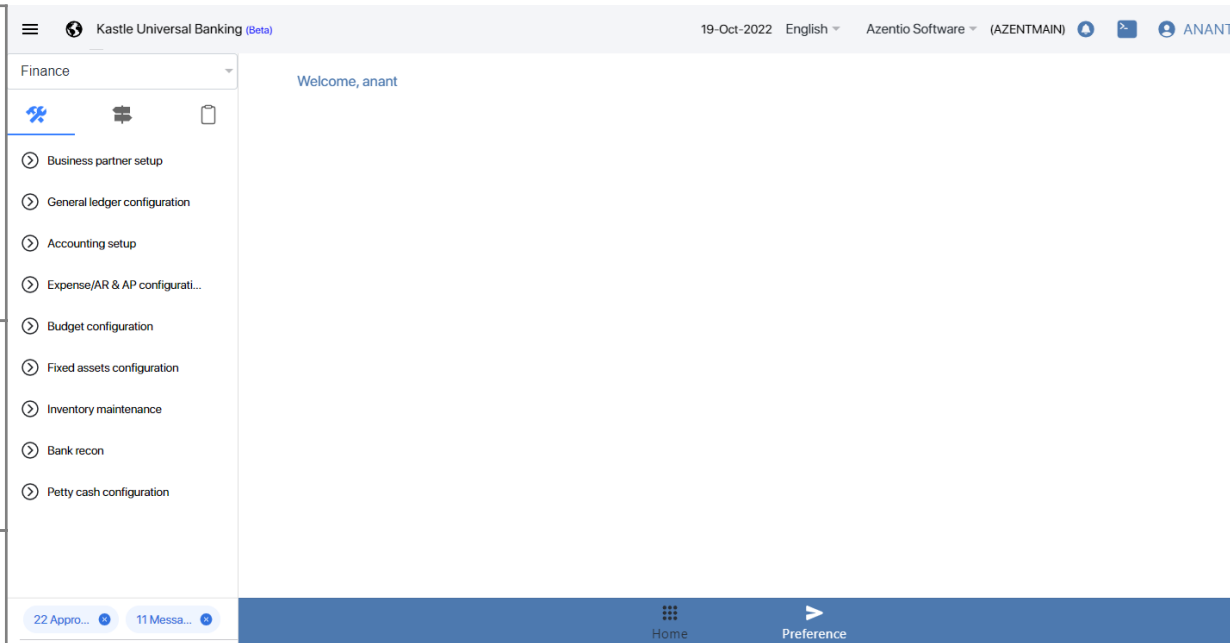 Kastle Universal Banking (Beta)
19-Oct-2022 English Azentio Software (AZENTMAIN) ANANT
Finance
Welcome, anant
Business partner setup
General ledger configuration
Accounting setup
Expense/AR & AP configurati...
Budget configuration
Fixed assets configuration
Inventory maintenance
Bank recon
Petty cash configuration
22 Appro... 11 Messa...
Home Preference